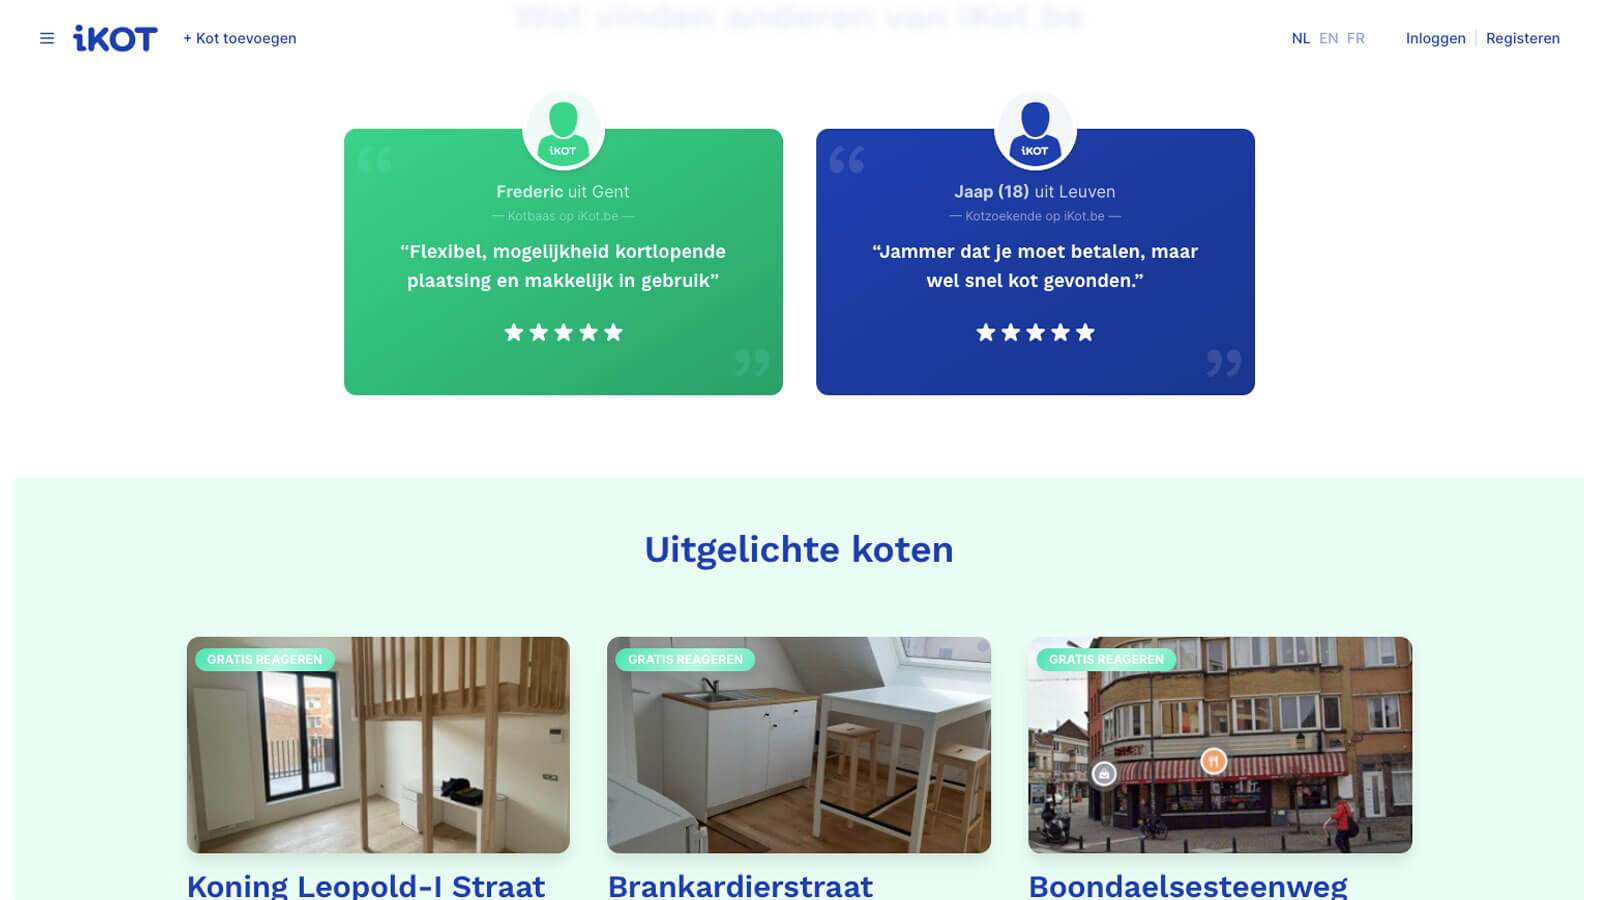 Wat vinden anderen van iKot.be
iKOT
+ Kot toevoegen
NL EN FR
Inloggen
Registeren
iKOT
Frederic uit Gent
— Kotbaas op iKot.be —
“Flexibel, mogelijkheid kortlopende
plaatsing en makkelijk in gebruik”
iKOT
Jaap (18) uit Leuven
— Kotzoekende op iKot.be —
“Jammer dat je moet betalen, maar
wel snel kot gevonden.”
Uitgelichte koten
GRATIS REAGEREN
GRATIS REAGEREN
GRATIS REAGEREN
Koning Leopold-I Straat
Brankardierstraat
Boondaelsesteenweg